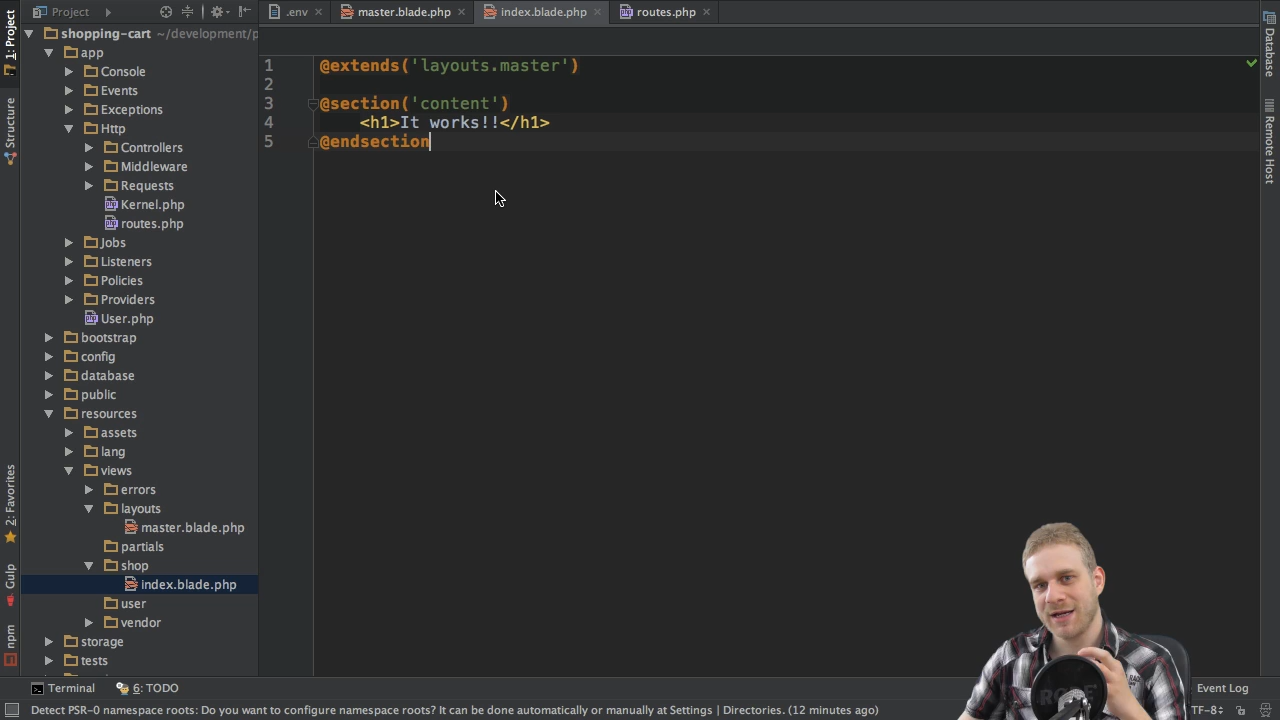 Project
.env
master.blade.php
index.blade.php
routes.php
1: Project
Structure
2: Favorites
Gulp
npm
shopping-cart ~/development/p
app
Console
Events
Exceptions
Http
Controllers
Middleware
Requests
Kernel.php
routes.php
Jobs
Listeners
Policies
Providers
User.php
bootstrap
config
database
public
resources
assets
lang
views
errors
layouts
master.blade.php
partials
shop
index.blade.php
user
vendor
storage
tests
1 @extends('layouts.master')
2
3 @section('content')
4 <h1>It works!!</h1>
5 @endsection
Database
Remote Host
Terminal
6: TODO
Event Log
Detect PSR-0 namespace roots: Do you want to configure namespace roots? It can be done automatically or manually at Settings | Directories. (12 minutes ago)
TF-8